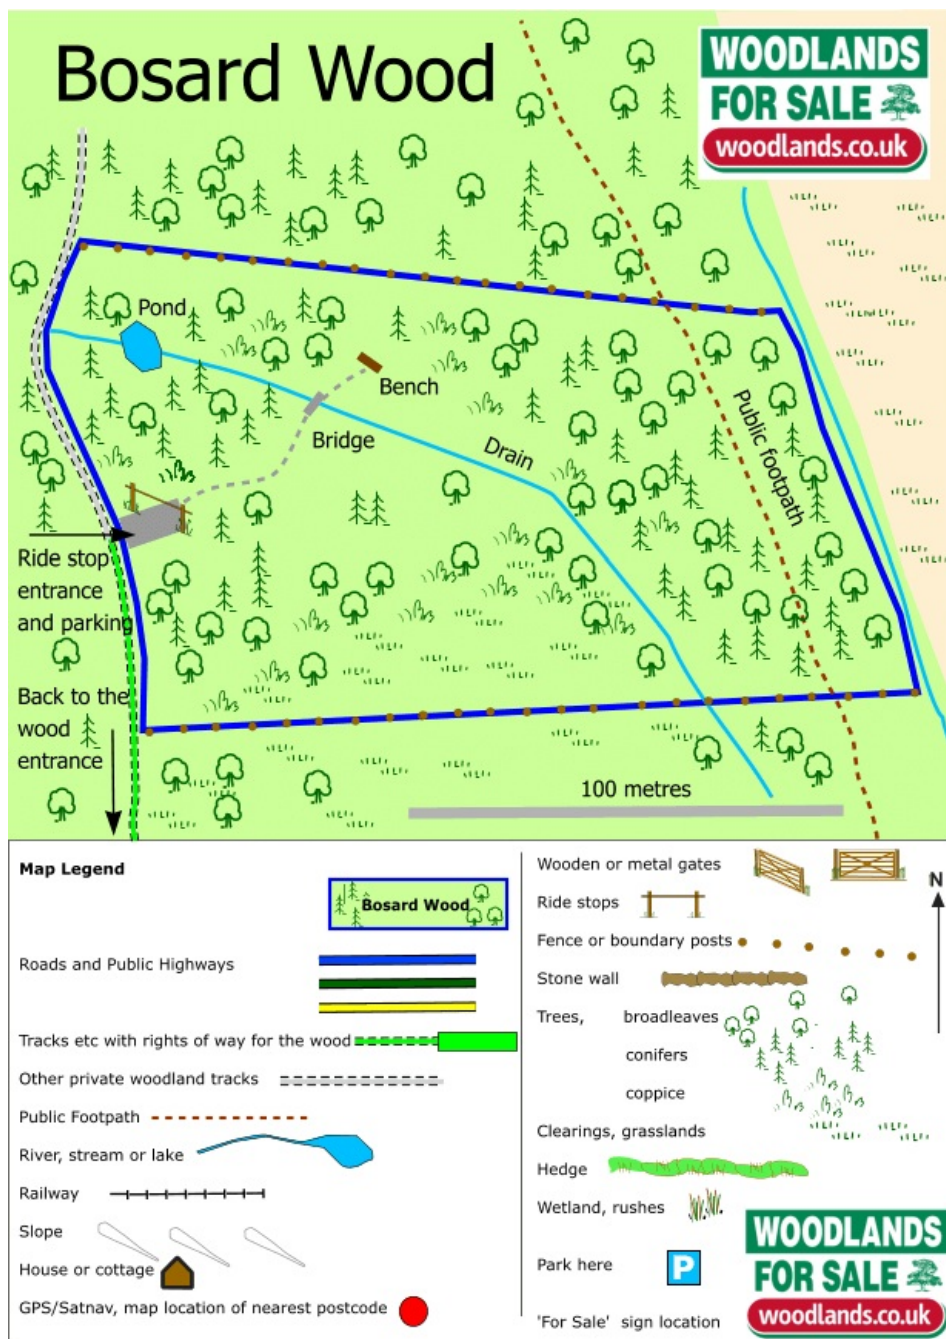 Bosard Wood
WOODLANDS
FOR SALE
woodlands.co.uk
Pond
Bench
Bridge
Drain
Public footpath
Ride stop
entrance
and parking
Back to the
wood
entrance
100 metres
Map Legend
Bosard Wood
Roads and Public Highways
Tracks etc with rights of way for the wood
Other private woodland tracks
Public Footpath
River, stream or lake
Railway
Slope
House or cottage
GPS/Satnav, map location of nearest postcode
Wooden or metal gates
N
Ride stops
Fence or boundary posts
Stone wall
Trees, broadleaves
conifers
coppice
Clearings, grasslands
Hedge
Wetland, rushes
Park here
P
'For Sale' sign location
WOODLANDS
FOR SALE
woodlands.co.uk